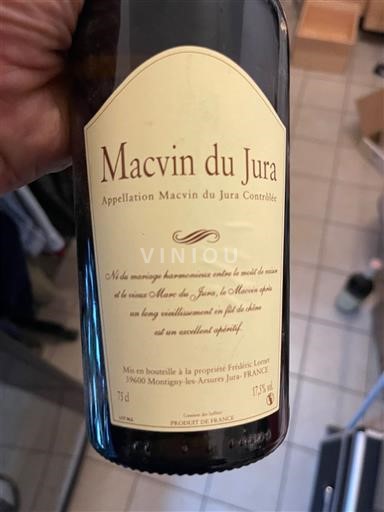 Macvin du Jura
Appellation Macvin du Jura Contrôlée
VINIOU
Né du mariage harmonieux entre le moût de raisin
et le vieux Marc du Jura, le Macvin après
un long vieillissement en fût de chêne
est un excellent apéritif.
Mis en bouteille à la propriété Frédéric Lornet
39600 Montigny-les-Arsures Jura- FRANCE
75 cl
17,5% vol.
Contient des Sulfites
PRODUIT DE FRANCE